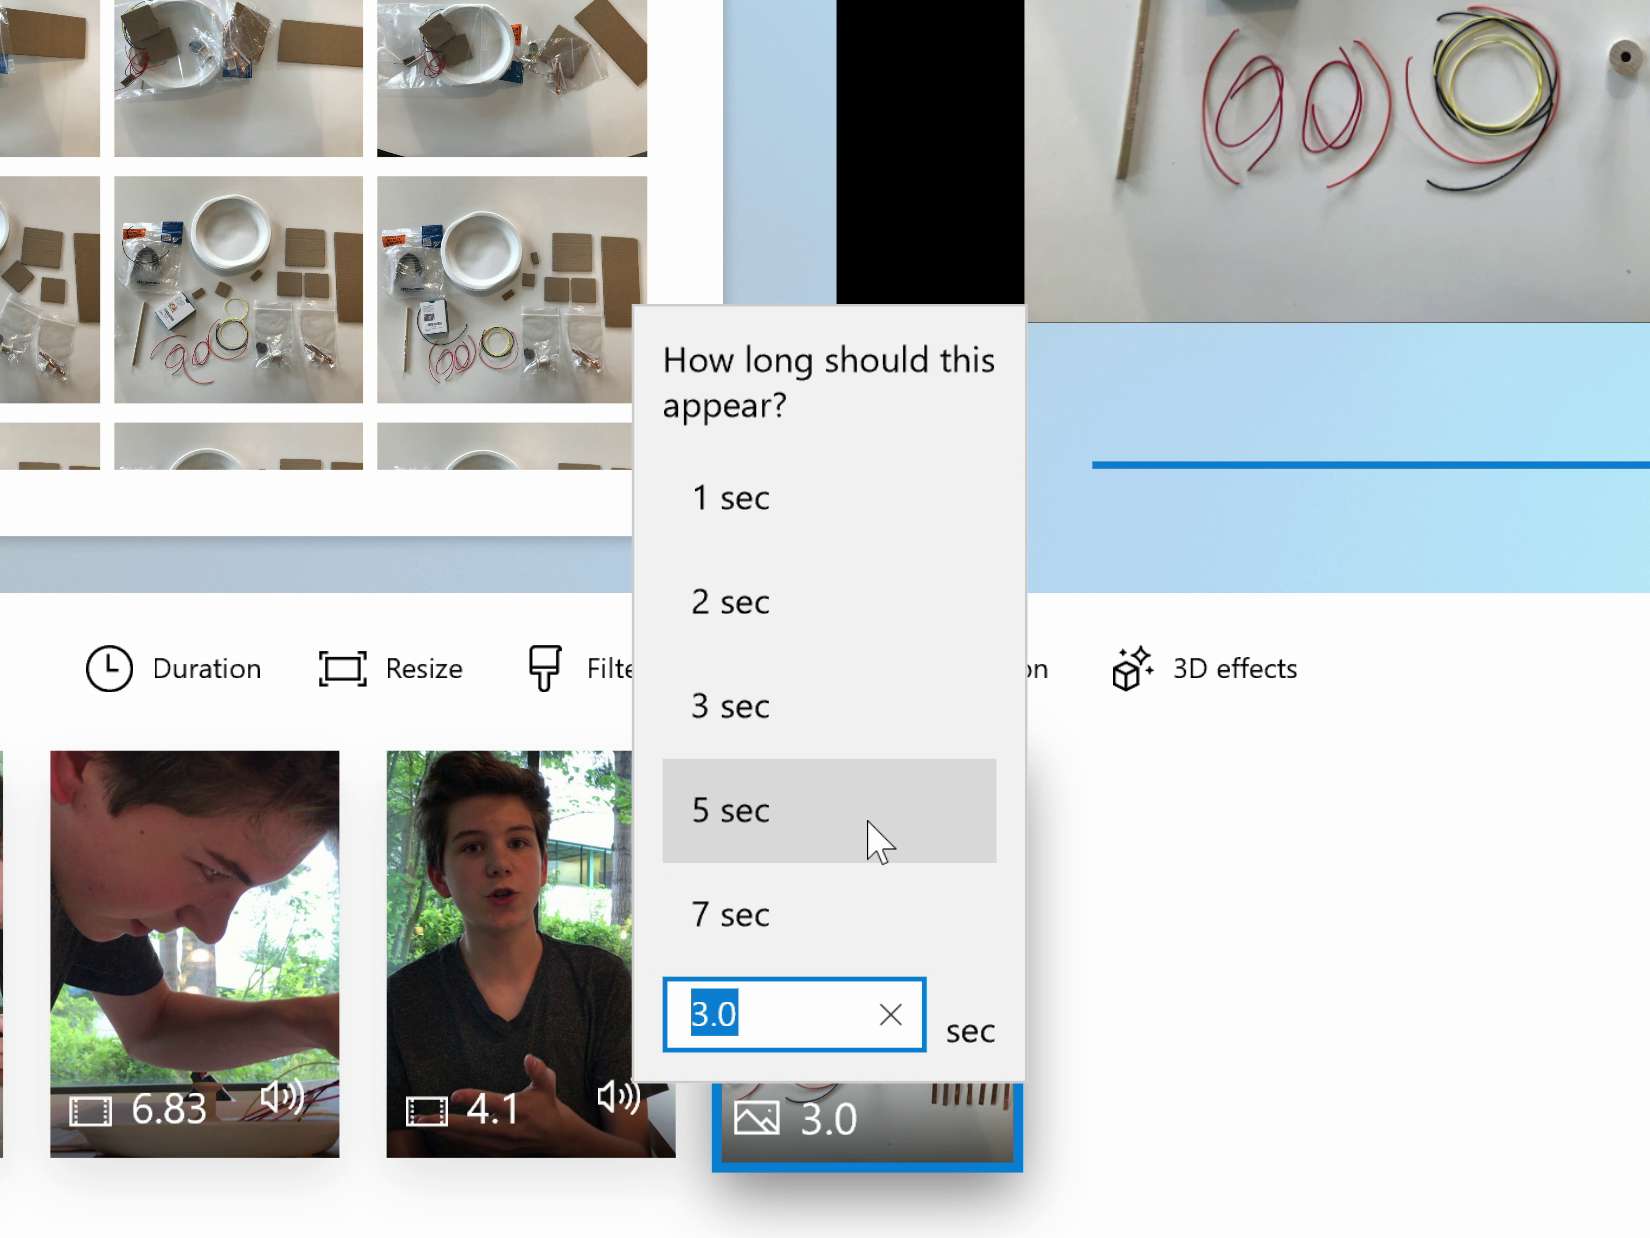 How long should this
appear?
1 sec
2 sec
3 sec
5 sec
7 sec
3.0
sec
Duration
Resize
3D effects
6.83
4.1
3.0